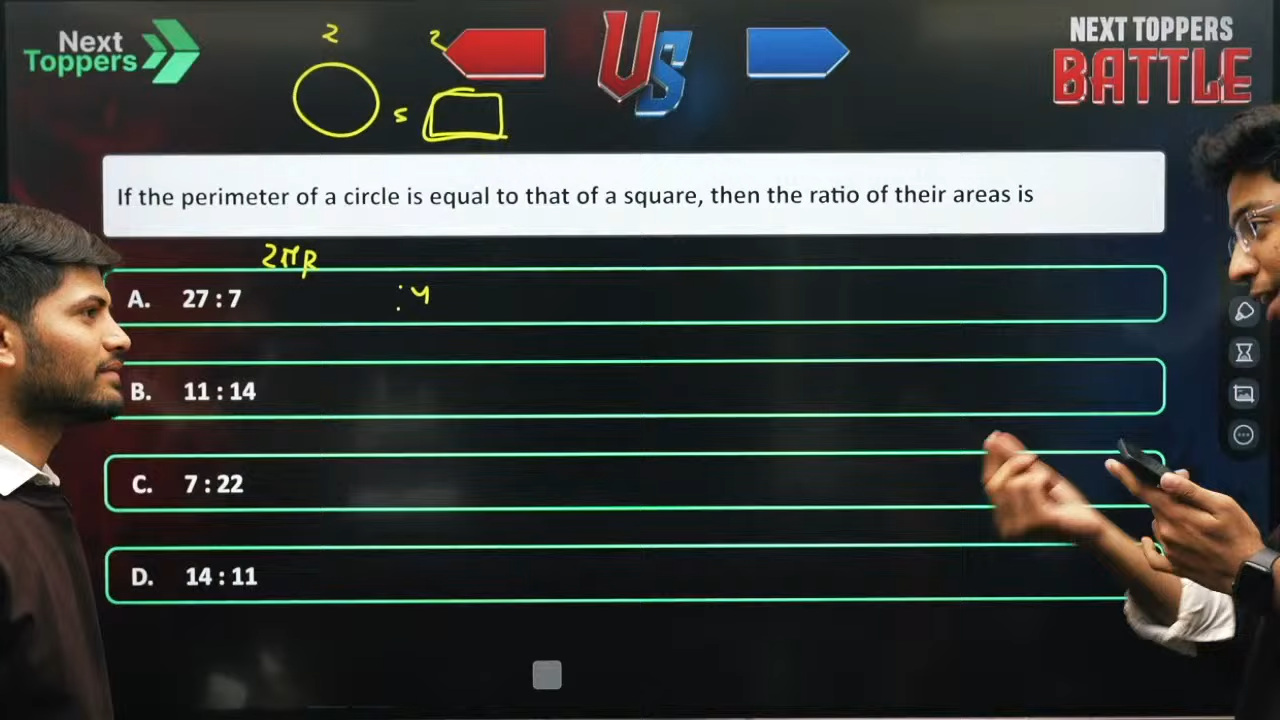 Next
Toppers
2
2
VS
NEXT TOPPERS
BATTLE
If the perimeter of a circle is equal to that of a square, then the ratio of their areas is
2πR
A. 27 : 7
: 4
B. 11 : 14
C. 7 : 22
D. 14 : 11